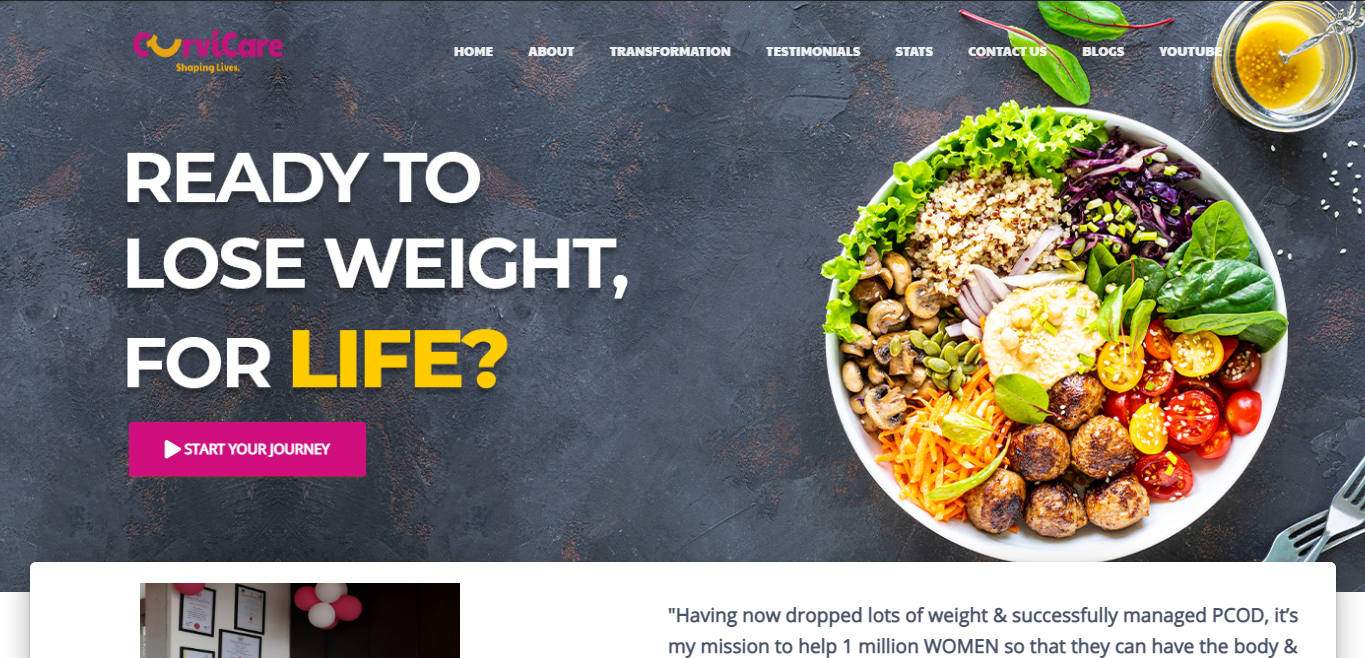 CurviCare
Shaping Lives.
HOME ABOUT TRANSFORMATION TESTIMONIALS STATS CONTACT US BLOGS YOUTUBE
READY TO
LOSE WEIGHT,
FOR LIFE?
START YOUR JOURNEY
"Having now dropped lots of weight & successfully managed PCOD, it’s
my mission to help 1 million WOMEN so that they can have the body &